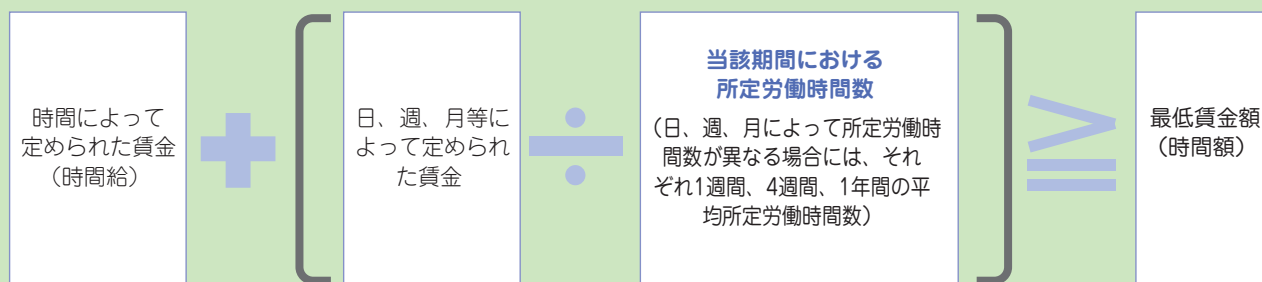 時間によって
定められた賃金
（時間給）
日、週、月等に
よって定められ
た賃金
当該期間における
所定労働時間数
（日、週、月によって所定労働時
間数が異なる場合には、それ
ぞれ1週間、4週間、1年間の平
均所定労働時間数）
最低賃金額
（時間額）